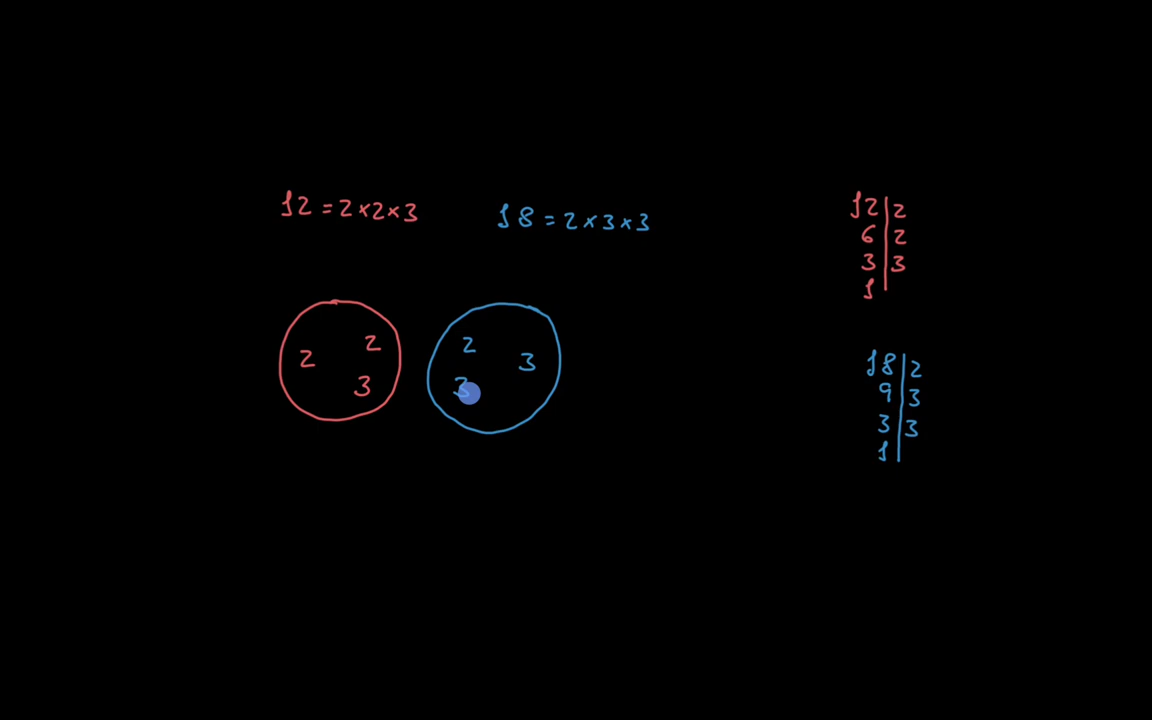 12 = 2 × 2 × 3
18 = 2 × 3 × 3
2 2
3
2 3
3
12 | 2
6 | 2
3 | 3
1 |
18 | 2
9 | 3
3 | 3
1 |